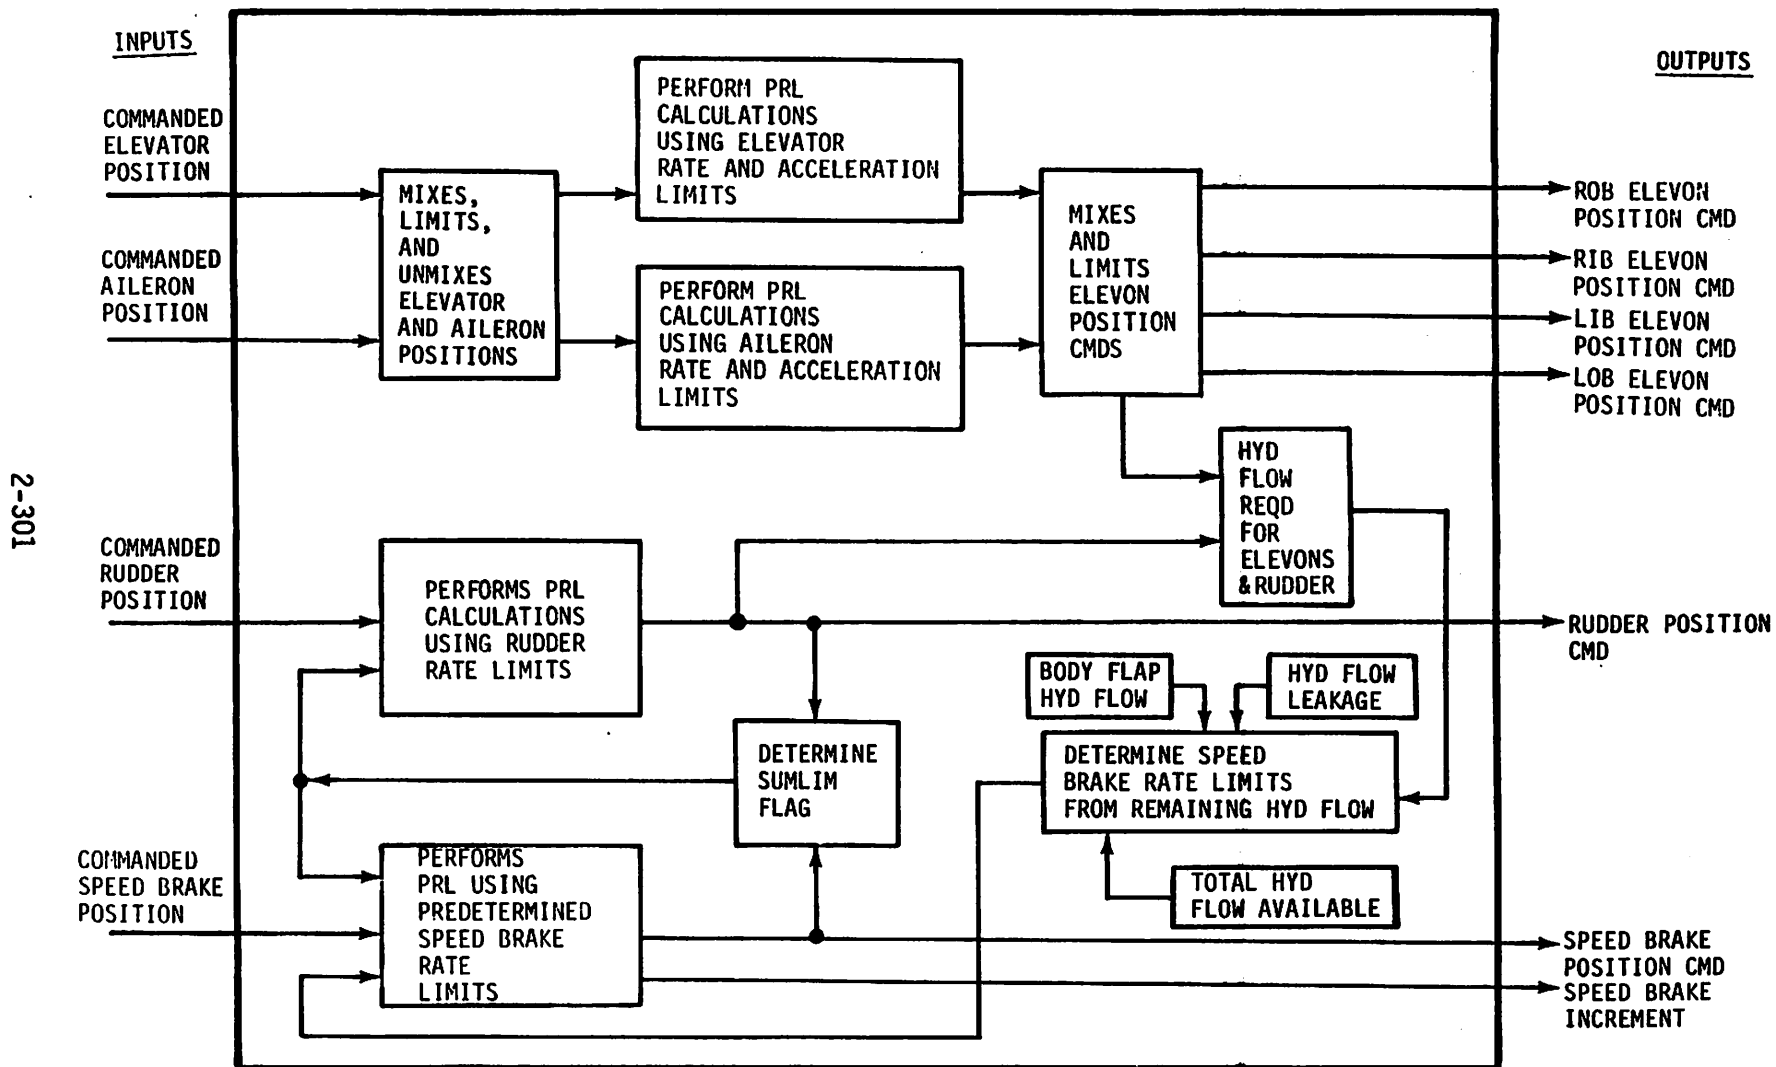 INPUTS
OUTPUTS
COMMANDED
ELEVATOR
POSITION
COMMANDED
AILERON
POSITION
MIXES,
LIMITS,
AND
UNMIXES
ELEVATOR
AND AILERON
POSITIONS
PERFORM PRL
CALCULATIONS
USING ELEVATOR
RATE AND ACCELERATION
LIMITS
PERFORM PRL
CALCULATIONS
USING AILERON
RATE AND ACCELERATION
LIMITS
MIXES
AND
LIMITS
ELEVON
POSITION
CMDS
ROB ELEVON
POSITION CMD
RIB ELEVON
POSITION CMD
LIB ELEVON
POSITION CMD
LOB ELEVON
POSITION CMD
HYD
FLOW
REQD
FOR
ELEVONS
&RUDDER
2-301
COMMANDED
RUDDER
POSITION
PERFORMS PRL
CALCULATIONS
USING RUDDER
RATE LIMITS
RUDDER POSITION
CMD
BODY FLAP
HYD FLOW
HYD FLOW
LEAKAGE
DETERMINE
SUMLIM
FLAG
DETERMINE SPEED
BRAKE RATE LIMITS
FROM REMAINING HYD FLOW
TOTAL HYD
FLOW AVAILABLE
COMMANDED
SPEED BRAKE
POSITION
PERFORMS
PRL USING
PREDETERMINED
SPEED BRAKE
RATE
LIMITS
SPEED BRAKE
POSITION CMD
SPEED BRAKE
INCREMENT